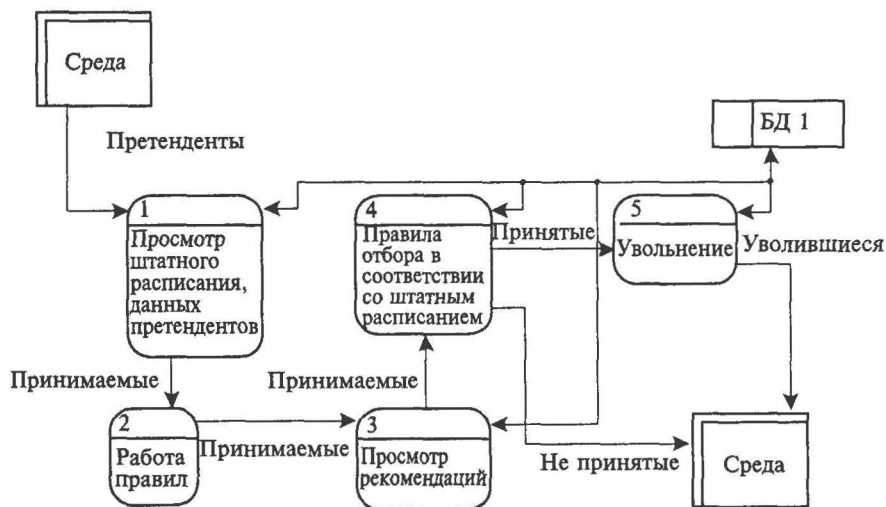 Среда
БД 1
Претенденты
1
Просмотр
штатного
расписания,
данных
претендентов
4
Правила
отбора в
соответствии
со штатным
расписанием
Принятые
5
Увольнение
Уволившиеся
Принимаемые
Принимаемые
2
Работа
правил
Принимаемые
3
Просмотр
рекомендаций
Не принятые
Среда